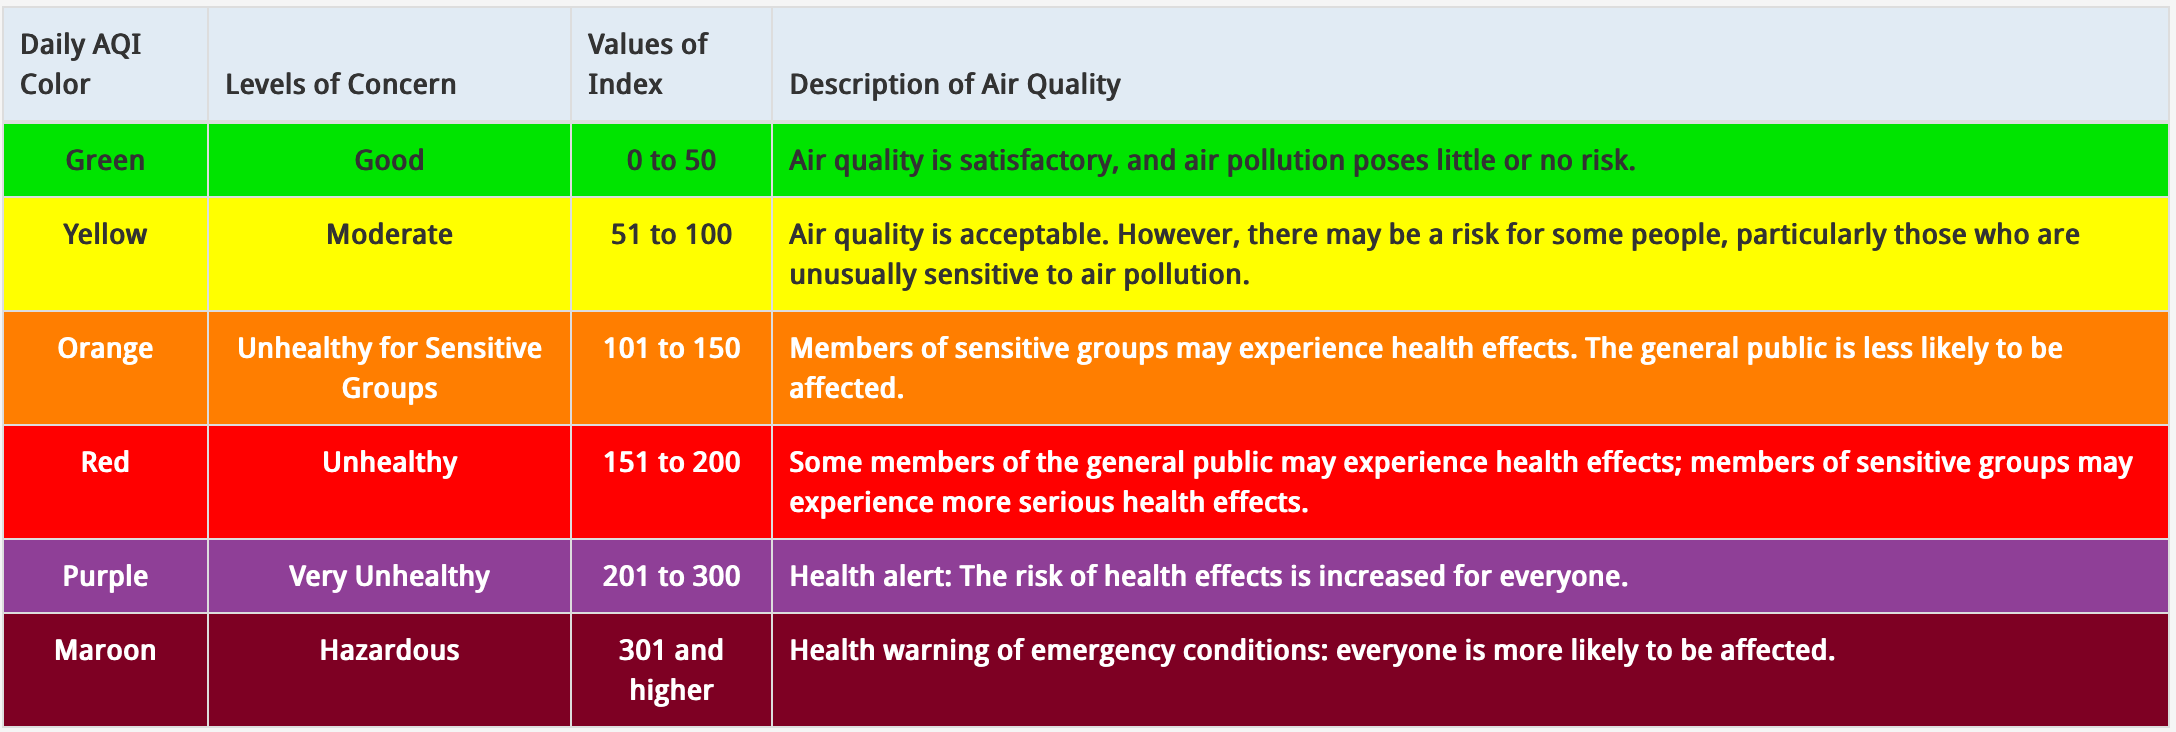 Daily AQI
Color
Levels of Concern
Values of
Index
Description of Air Quality
Green
Good
0 to 50
Air quality is satisfactory, and air pollution poses little or no risk.
Yellow
Moderate
51 to 100
Air quality is acceptable. However, there may be a risk for some people, particularly those who are
unusually sensitive to air pollution.
Orange
Unhealthy for Sensitive
Groups
101 to 150
Members of sensitive groups may experience health effects. The general public is less likely to be
affected.
Red
Unhealthy
151 to 200
Some members of the general public may experience health effects; members of sensitive groups may
experience more serious health effects.
Purple
Very Unhealthy
201 to 300
Health alert: The risk of health effects is increased for everyone.
Maroon
Hazardous
301 and
higher
Health warning of emergency conditions: everyone is more likely to be affected.